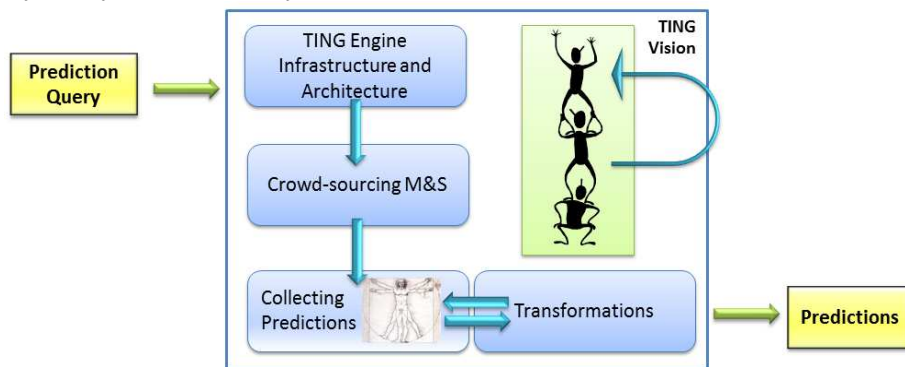 TING Engine
Infrastructure and
Architecture
TING
Vision
Prediction
Query
Crowd-sourcing M&S
Collecting
Predictions
Transformations
Predictions